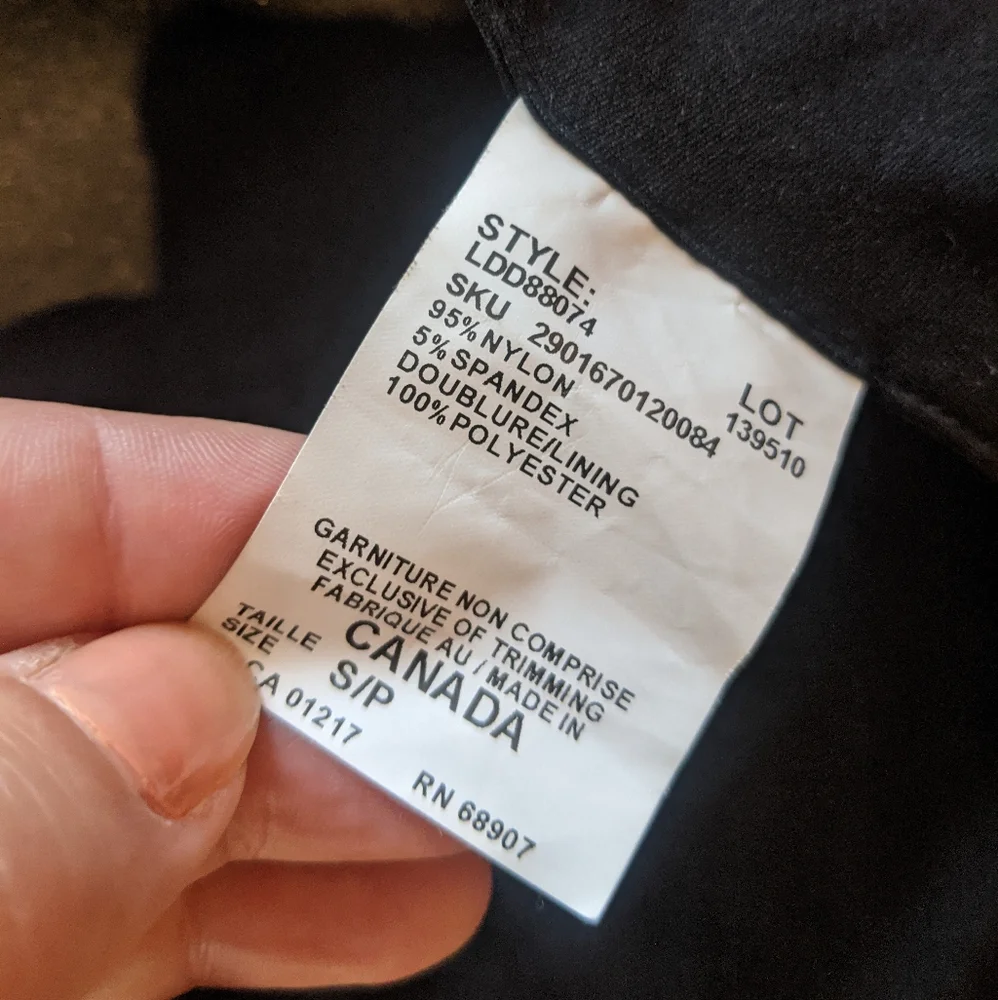 STYLE:
LDD88074
SKU 2901670120084
LOT
139510
95% NYLON
5% SPANDEX
DOUBLURE/LINING
100% POLYESTER
GARNITURE NON COMPRISE
EXCLUSIVE OF TRIMMING
FABRIQUE AU / MADE IN
CANADA
TAILLE
SIZE S/P
CA 01217
RN 68907